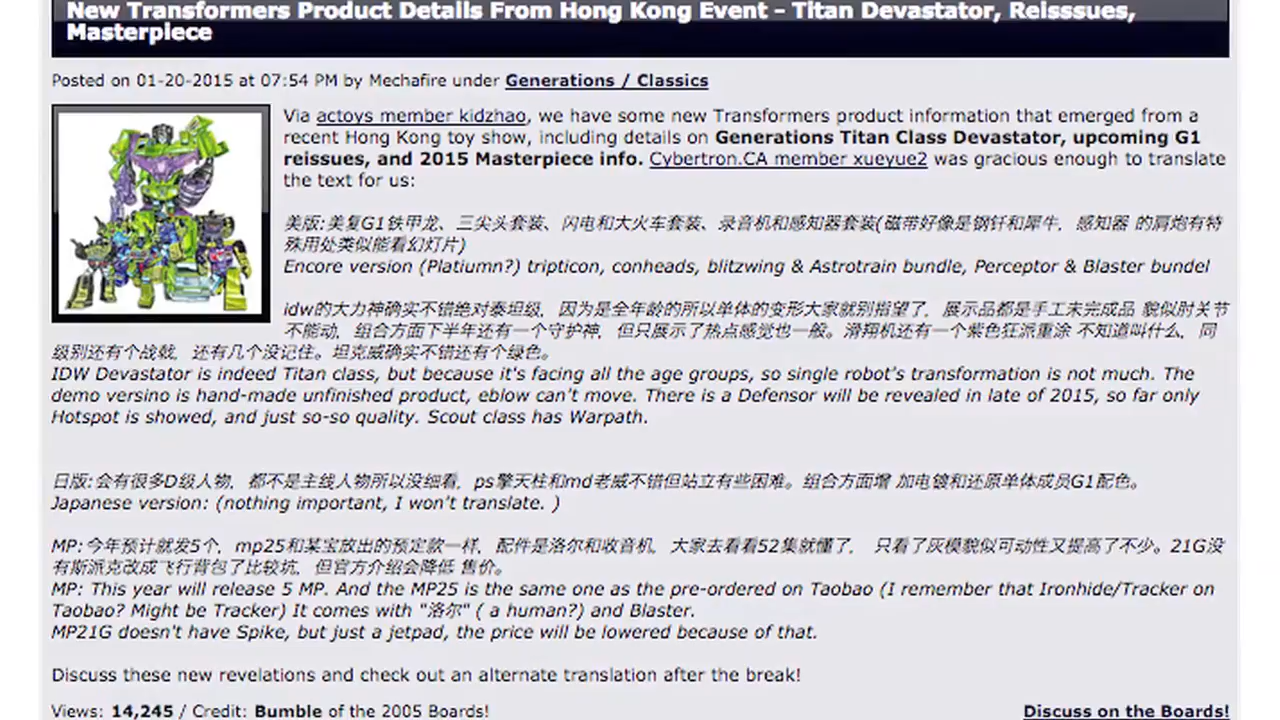 New Transformers Product Details From Hong Kong Event - Titan Devastator, Reisssues,
Masterpiece
Posted on 01-20-2015 at 07:54 PM by Mechafire under Generations / Classics
Via actoys member kidzhao, we have some new Transformers product information that emerged from a
recent Hong Kong toy show, including details on Generations Titan Class Devastator, upcoming G1
reissues, and 2015 Masterpiece info. Cybertron.CA member xueyue2 was gracious enough to translate
the text for us:
美版:美复G1铁甲龙、三尖头套装、闪电和大火车套装、录音机和感知器套装(磁带好像是钢钎和犀牛，感知器 的肩炮有特
殊用处类似能看幻灯片)
Encore version (Platiumn?) tripticon, conheads, blitzwing & Astrotrain bundle, Perceptor & Blaster bundel
idw的大力神确实不错绝对泰坦级，因为是全年龄的所以单体的变形大家就别指望了，展示品都是手工未完成品 貌似肘关节
不能动，组合方面下半年还有一个守护神，但只展示了热点感觉也一般。滑翔机还有一个紫色狂派重涂 不知道叫什么，同
级别还有个战戟，还有几个没记住。坦克威确实不错还有个绿色。
IDW Devastator is indeed Titan class, but because it's facing all the age groups, so single robot's transformation is not much. The
demo versino is hand-made unfinished product, eblow can't move. There is a Defensor will be revealed in late of 2015, so far only
Hotspot is showed, and just so-so quality. Scout class has Warpath.
日版:会有很多D级人物，都不是主线人物所以没细看，ps擎天柱和md老威不错但站立有些困难。组合方面增 加电镀和还原单体成员G1配色。
Japanese version: (nothing important, I won't translate. )
MP:今年预计就发5个，mp25和某宝放出的预定款一样，配件是洛尔和收音机，大家去看看52集就懂了， 只看了灰模貌似可动性又提高了不少。21G没
有斯派克改成飞行背包了比较坑，但官方介绍会降低 售价。
MP: This year will release 5 MP. And the MP25 is the same one as the pre-ordered on Taobao (I remember that Ironhide/Tracker on
Taobao? Might be Tracker) It comes with "洛尔" ( a human?) and Blaster.
MP21G doesn't have Spike, but just a jetpad, the price will be lowered because of that.
Discuss these new revelations and check out an alternate translation after the break!
Views: 14,245 / Credit: Bumble of the 2005 Boards!
Discuss on the Boards!